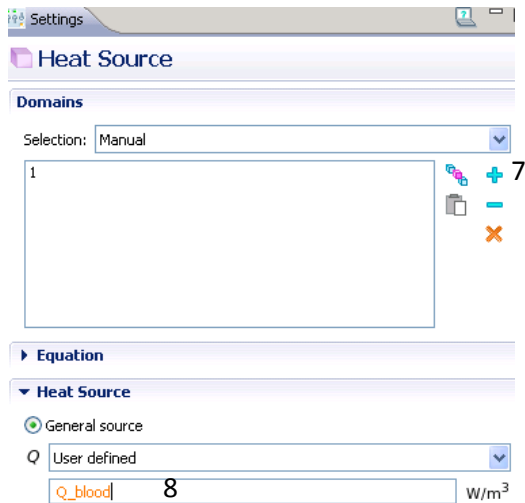 Settings
Heat Source
Domains
Selection: Manual
1
7
Equation
Heat Source
General source
Q User defined
Q_blood 8 W/m³